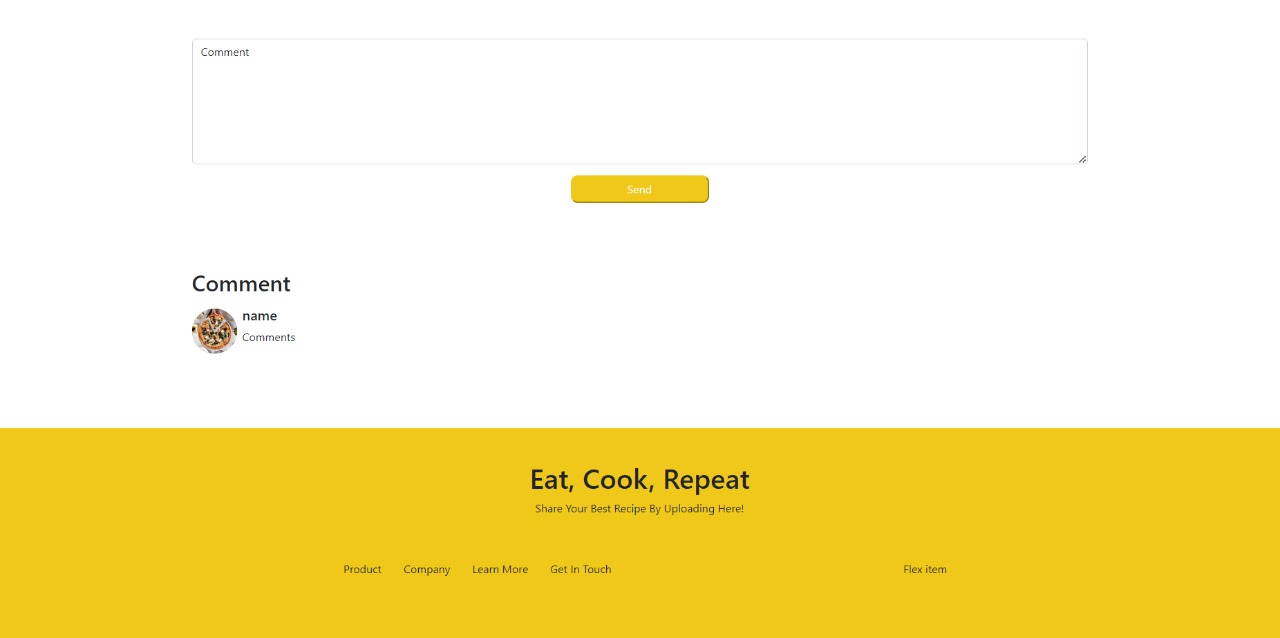 Comment
Send
Comment
name
Comments
Eat, Cook, Repeat
Share Your Best Recipe By Uploading Here!
Product Company Learn More Get In Touch Flex item